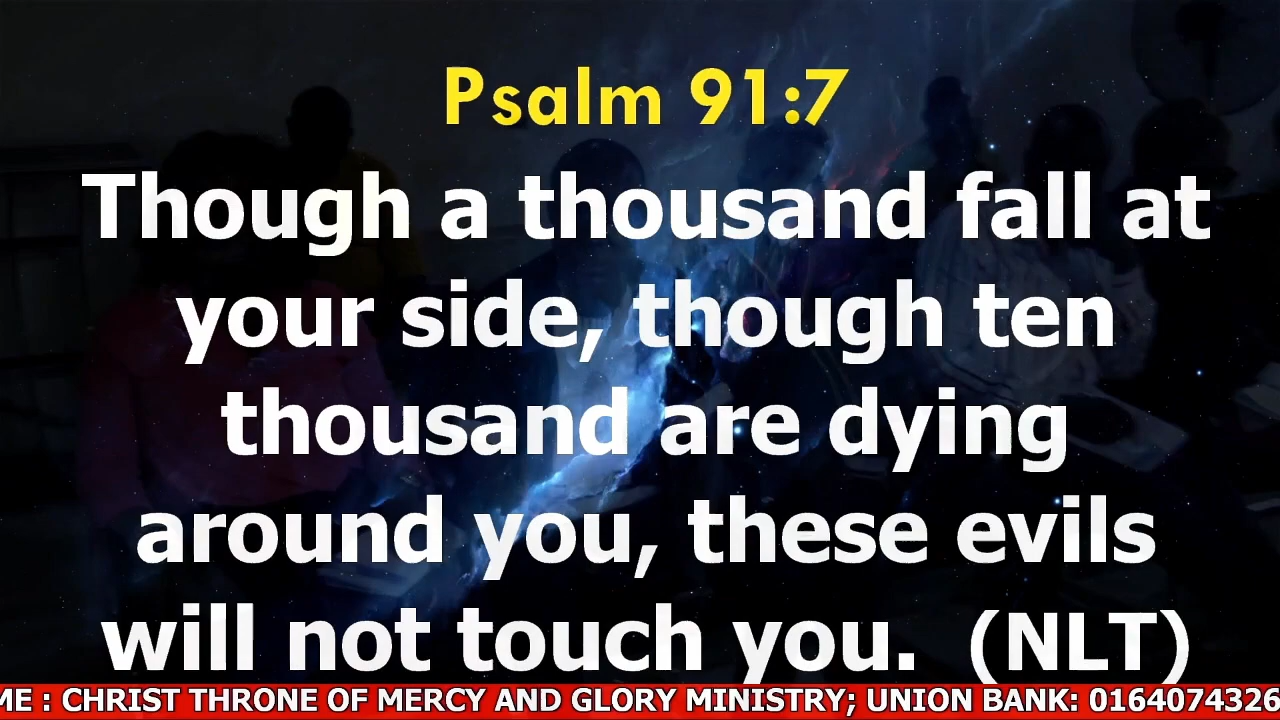 Psalm 91:7
Though a thousand fall at
your side, though ten
thousand are dying
around you, these evils
will not touch you. (NLT)
ME : CHRIST THRONE OF MERCY AND GLORY MINISTRY; UNION BANK: 0164074326